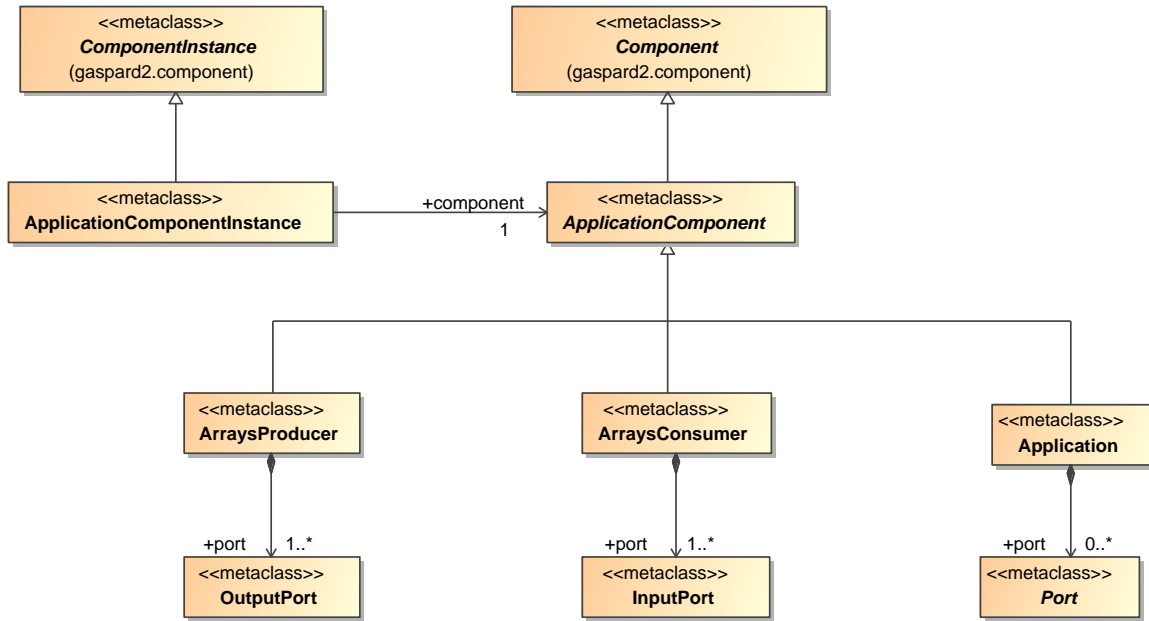 <<metaclass>>
ComponentInstance
(gaspard2.component)
<<metaclass>>
Component
(gaspard2.component)
<<metaclass>>
ApplicationComponentInstance
+component
1
<<metaclass>>
ApplicationComponent
<<metaclass>>
ArraysProducer
<<metaclass>>
ArraysConsumer
<<metaclass>>
Application
+port 1..*
+port 1..*
+port 0..*
<<metaclass>>
OutputPort
<<metaclass>>
InputPort
<<metaclass>>
Port